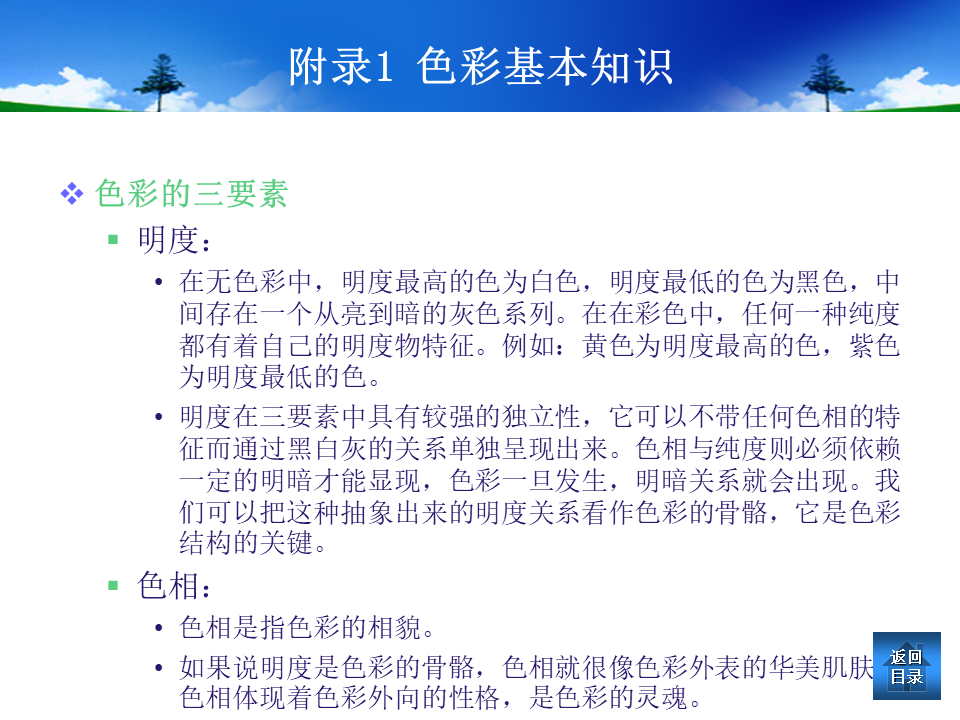 附录1 色彩基本知识
色彩的三要素
明度：
在无色彩中，明度最高的色为白色，明度最低的色为黑色，中
间存在一个从亮到暗的灰色系列。在在彩色中，任何一种纯度
都有着自己的明度物特征。例如：黄色为明度最高的色，紫色
为明度最低的色。
明度在三要素中具有较强的独立性，它可以不带任何色相的特
征而通过黑白灰的关系单独呈现出来。色相与纯度则必须依赖
一定的明暗才能显现，色彩一旦发生，明暗关系就会出现。我
们可以把这种抽象出来的明度关系看作色彩的骨骼，它是色彩
结构的关键。
色相：
色相是指色彩的相貌。
如果说明度是色彩的骨骼，色相就很像色彩外表的华美肌肤
色相体现着色彩外向的性格，是色彩的灵魂。
返回
目录